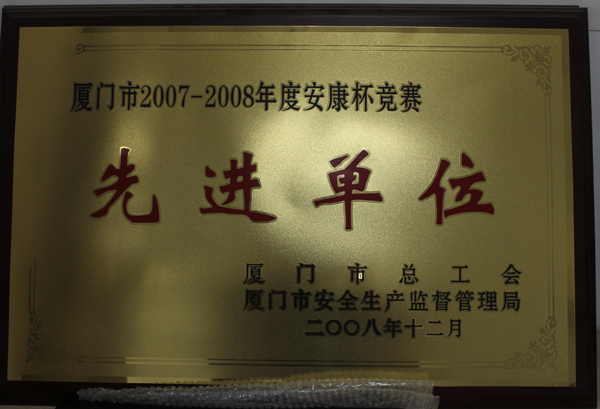 厦门市2007-2008年度安康杯竞赛
先进单位
厦门市总工会
厦门市安全生产监督管理局
二〇〇八年十二月